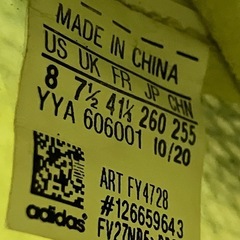 MADE IN CHINA
US UK FR JP CHN
8 7½ 41⅓ 260 255
YYA 606001 10/20
ART FY4728
#126659643
adidas